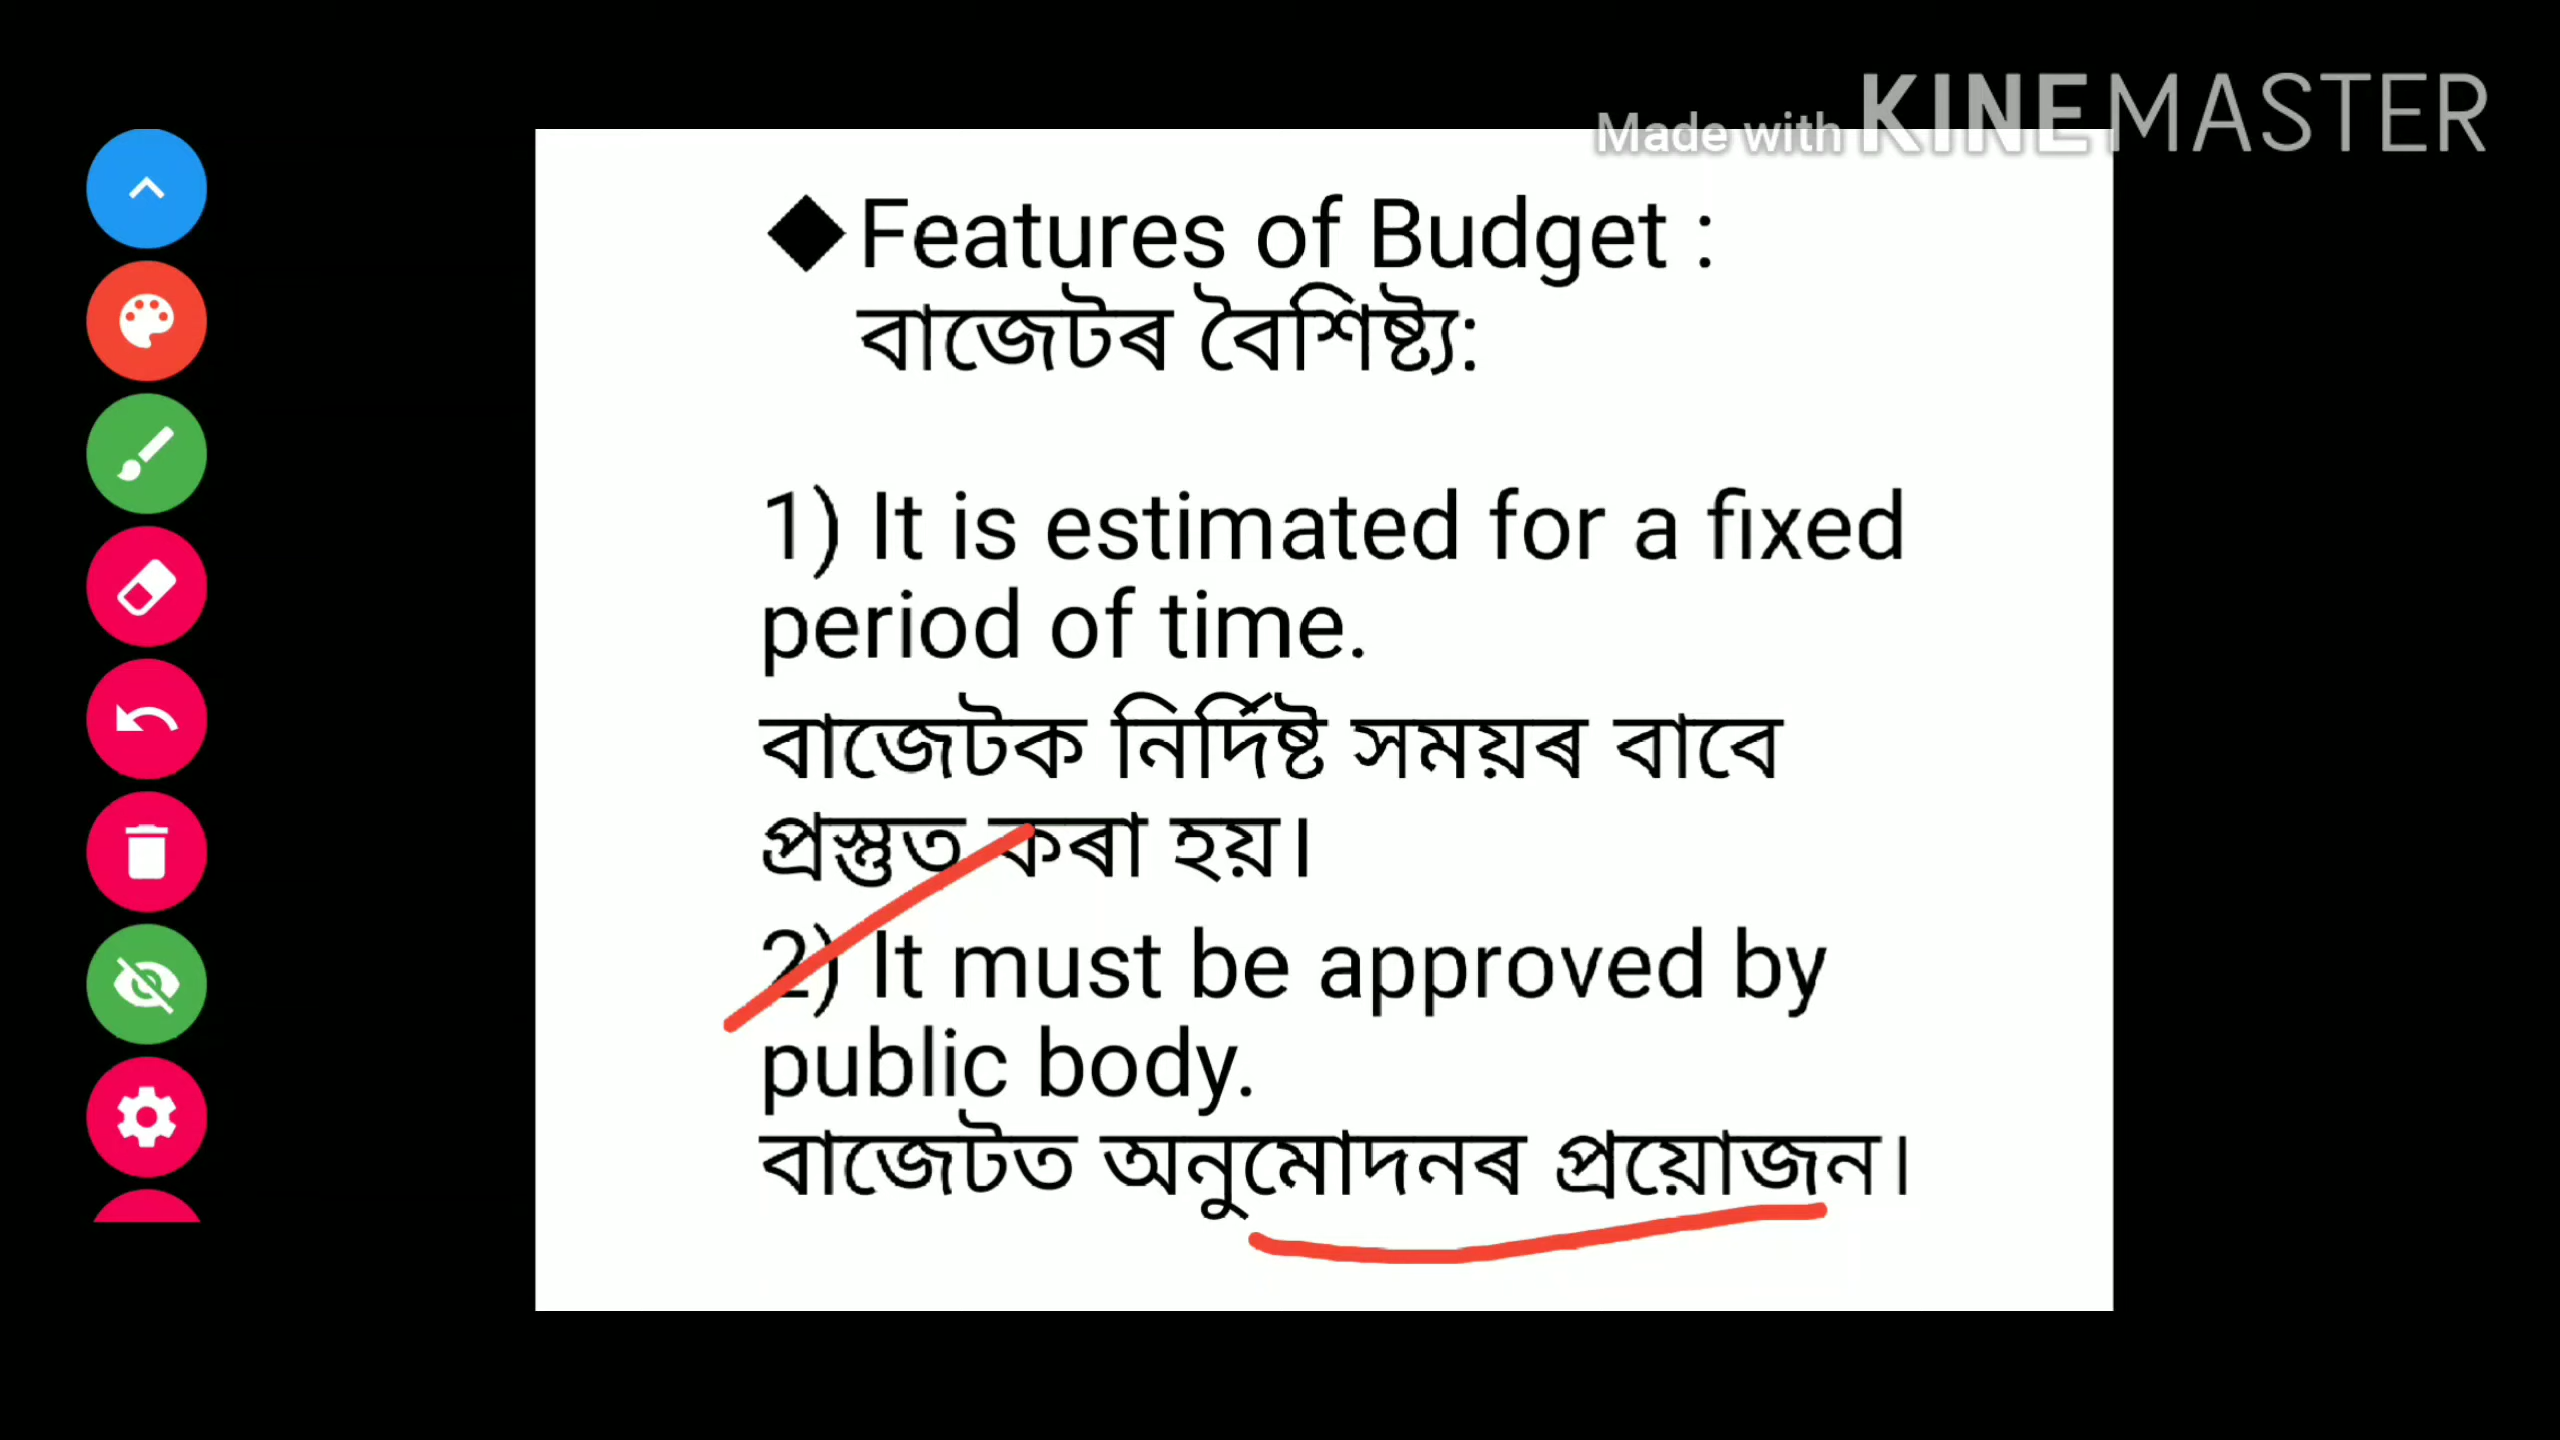 Made with KINEMASTER
◆Features of Budget :
বাজেটৰ বৈশিষ্ট্য:
1) It is estimated for a fixed
period of time.
বাজেটক নিৰ্দিষ্ট সময়ৰ বাবে
প্ৰস্তুত কৰা হয়।
2) It must be approved by
public body.
বাজেটত অনুমোদনৰ প্ৰয়োজন।